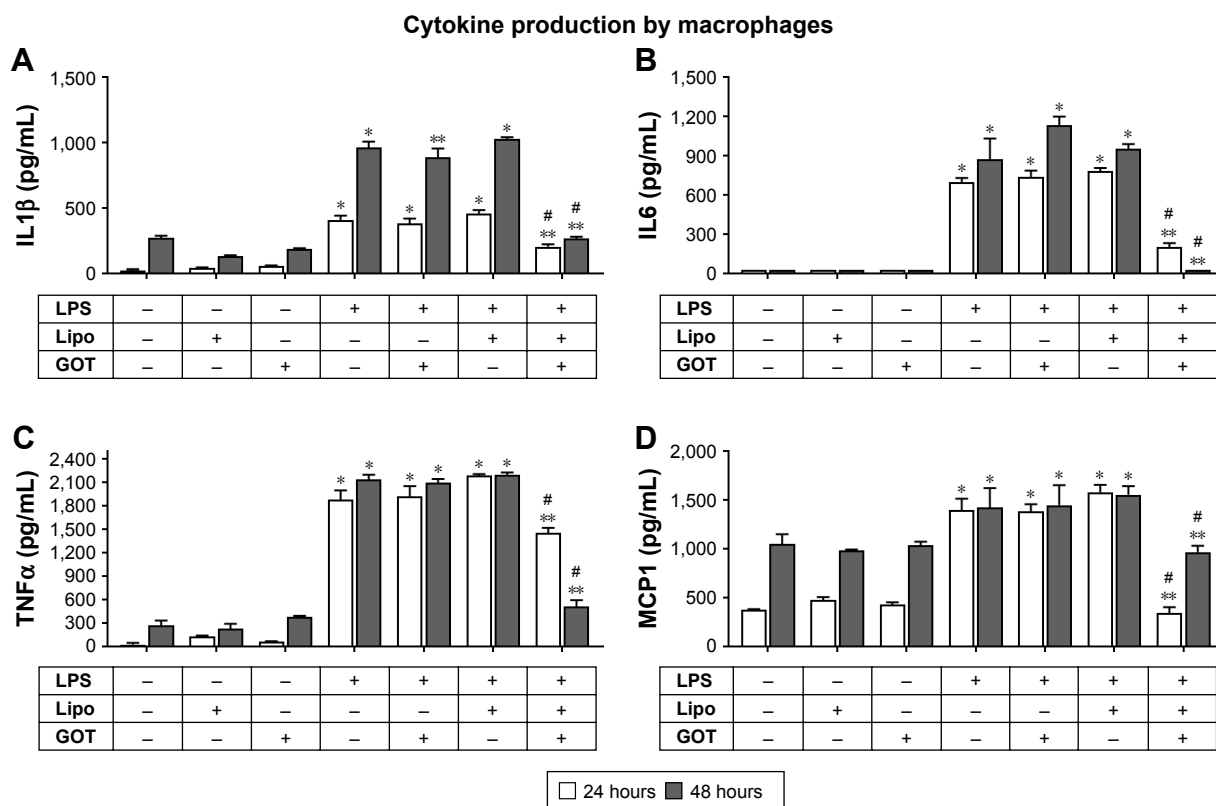 Cytokine production by macrophages
A
IL1β (pg/mL)
1,500
1,000
500
0
* ** * # #
* * * ** **
LPS – – – + + + +
Lipo – + – – – + +
GOT – – + – + – +
B
IL6 (pg/mL)
1,500
1,200
900
600
300
0
* * *
* * * # #
** **
LPS – – – + + + +
Lipo – + – – – + +
GOT – – + – + – +
C
TNFα (pg/mL)
2,400
2,100
1,800
1,500
1,200
900
600
300
0
* * * * * * #
** #
**
LPS – – – + + + +
Lipo – + – – – + +
GOT – – + – + – +
D
MCP1 (pg/mL)
2,000
1,500
1,000
500
0
* * * * * * #
# **
**
LPS – – – + + + +
Lipo – + – – – + +
GOT – – + – + – +
24 hours 48 hours